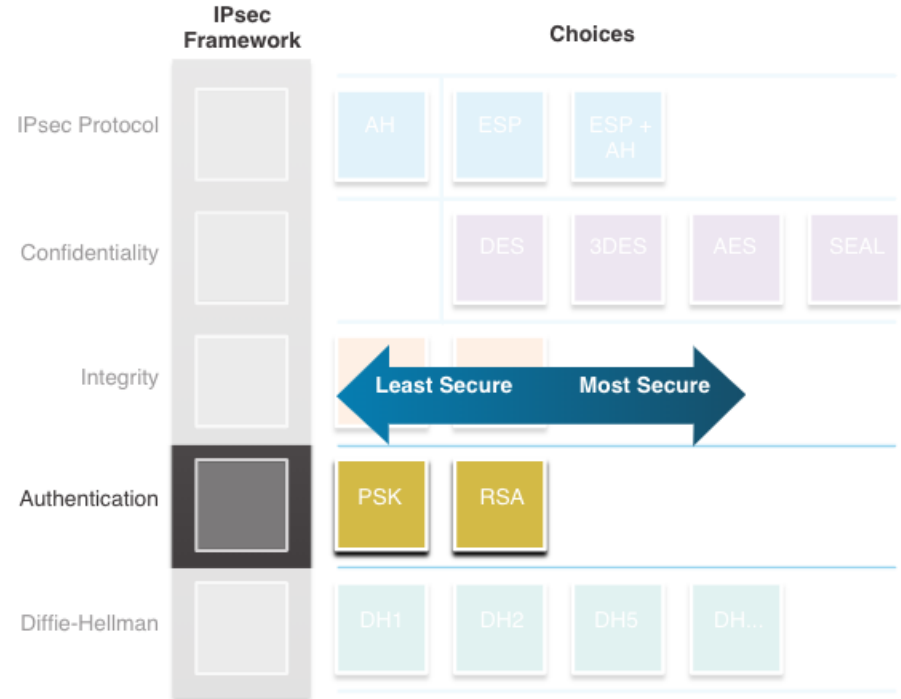 IPsec
Framework
Choices
IPsec Protocol
AH
ESP
ESP +
AH
Confidentiality
DES
3DES
AES
SEAL
Integrity
Least Secure
Most Secure
Authentication
PSK
RSA
Diffie-Hellman
DH1
DH2
DH5
DH...